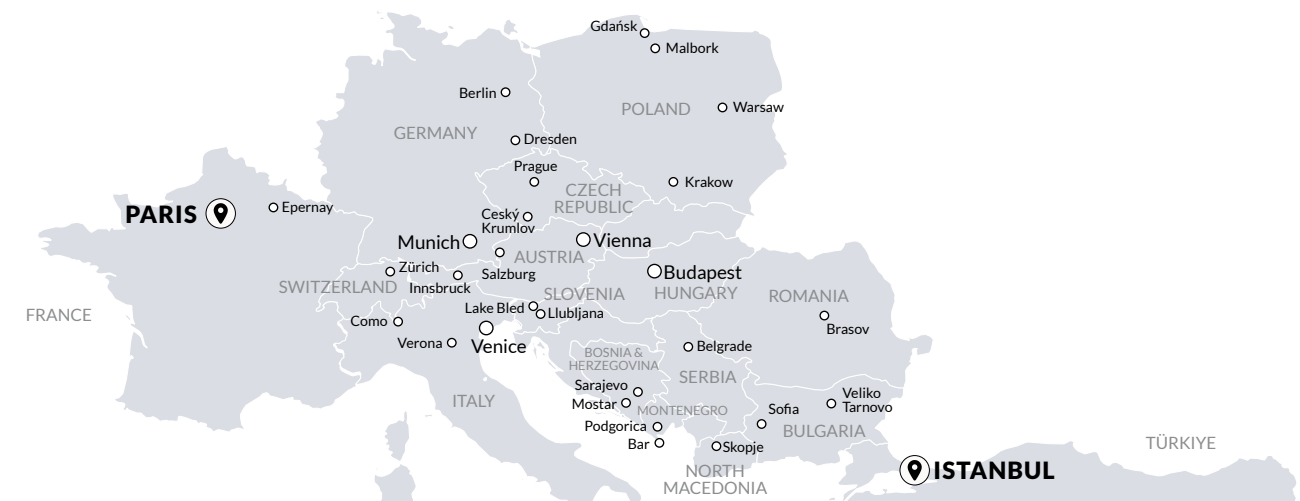 Gdańsk
Malbork
Berlin
POLAND
Warsaw
GERMANY
Dresden
Prague
Krakow
CZECH
REPUBLIC
PARIS
Epernay
Ceský
Krumlov
Munich
Vienna
AUSTRIA
Zürich
Salzburg
Budapest
SWITZERLAND
Innsbruck
SLOVENIA
HUNGARY
ROMANIA
FRANCE
Lake Bled
Llubljana
Como
Brasov
Verona
Venice
Belgrade
BOSNIA &
HERZEGOVINA
SERBIA
Sarajevo
Veliko
Tarnovo
ITALY
Mostar
MONTENEGRO
Sofia
Podgorica
BULGARIA
Bar
Skopje
TÜRKIYE
NORTH
MACEDONIA
ISTANBUL